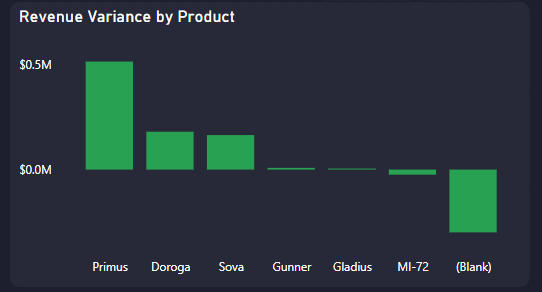 Revenue Variance by Product
$0.5M
$0.0M
Primus Doroga Sova Gunner Gladius MI-72 (Blank)